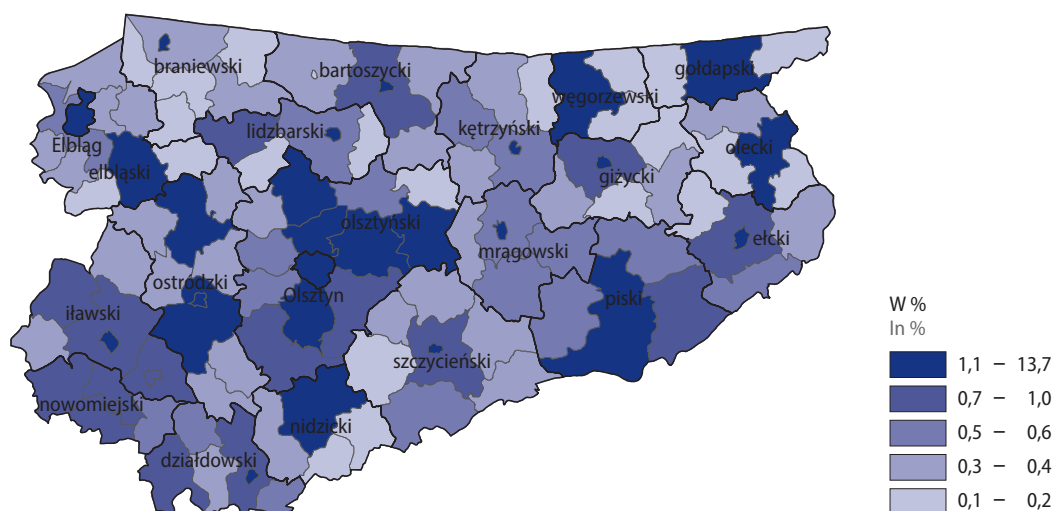 braniewski
bartoszycki
gołdapski
węgorzewski
lidzbarski
kętrzyński
Elbląg
olecki
elbląski
giżycki
olsztyński
ełcki
mrągowski
ostródzki
Olsztyn
piski
iławski
szczycieński
nowomiejski
nidzicki
działdowski
W %
In %
1,1 – 13,7
0,7 – 1,0
0,5 – 0,6
0,3 – 0,4
0,1 – 0,2